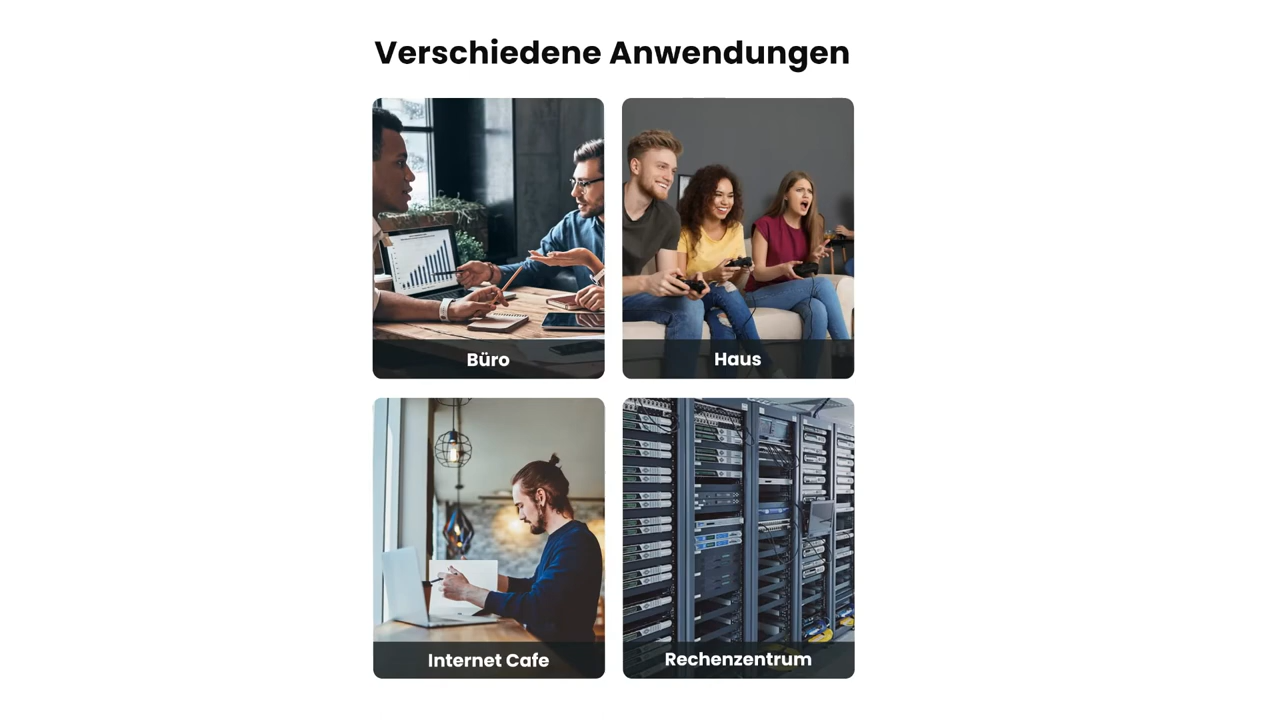 Verschiedene Anwendungen
Büro
Haus
Internet Cafe
Rechenzentrum